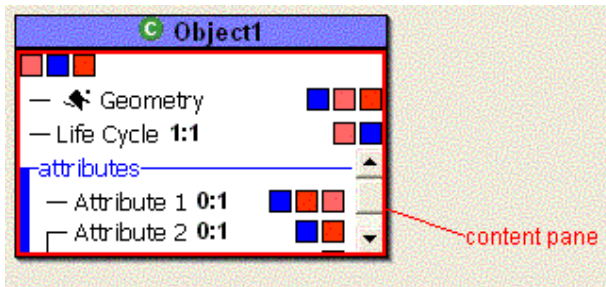 C Object1
Geometry
Life Cycle 1:1
attributes
Attribute 1 0:1
Attribute 2 0:1
content pane